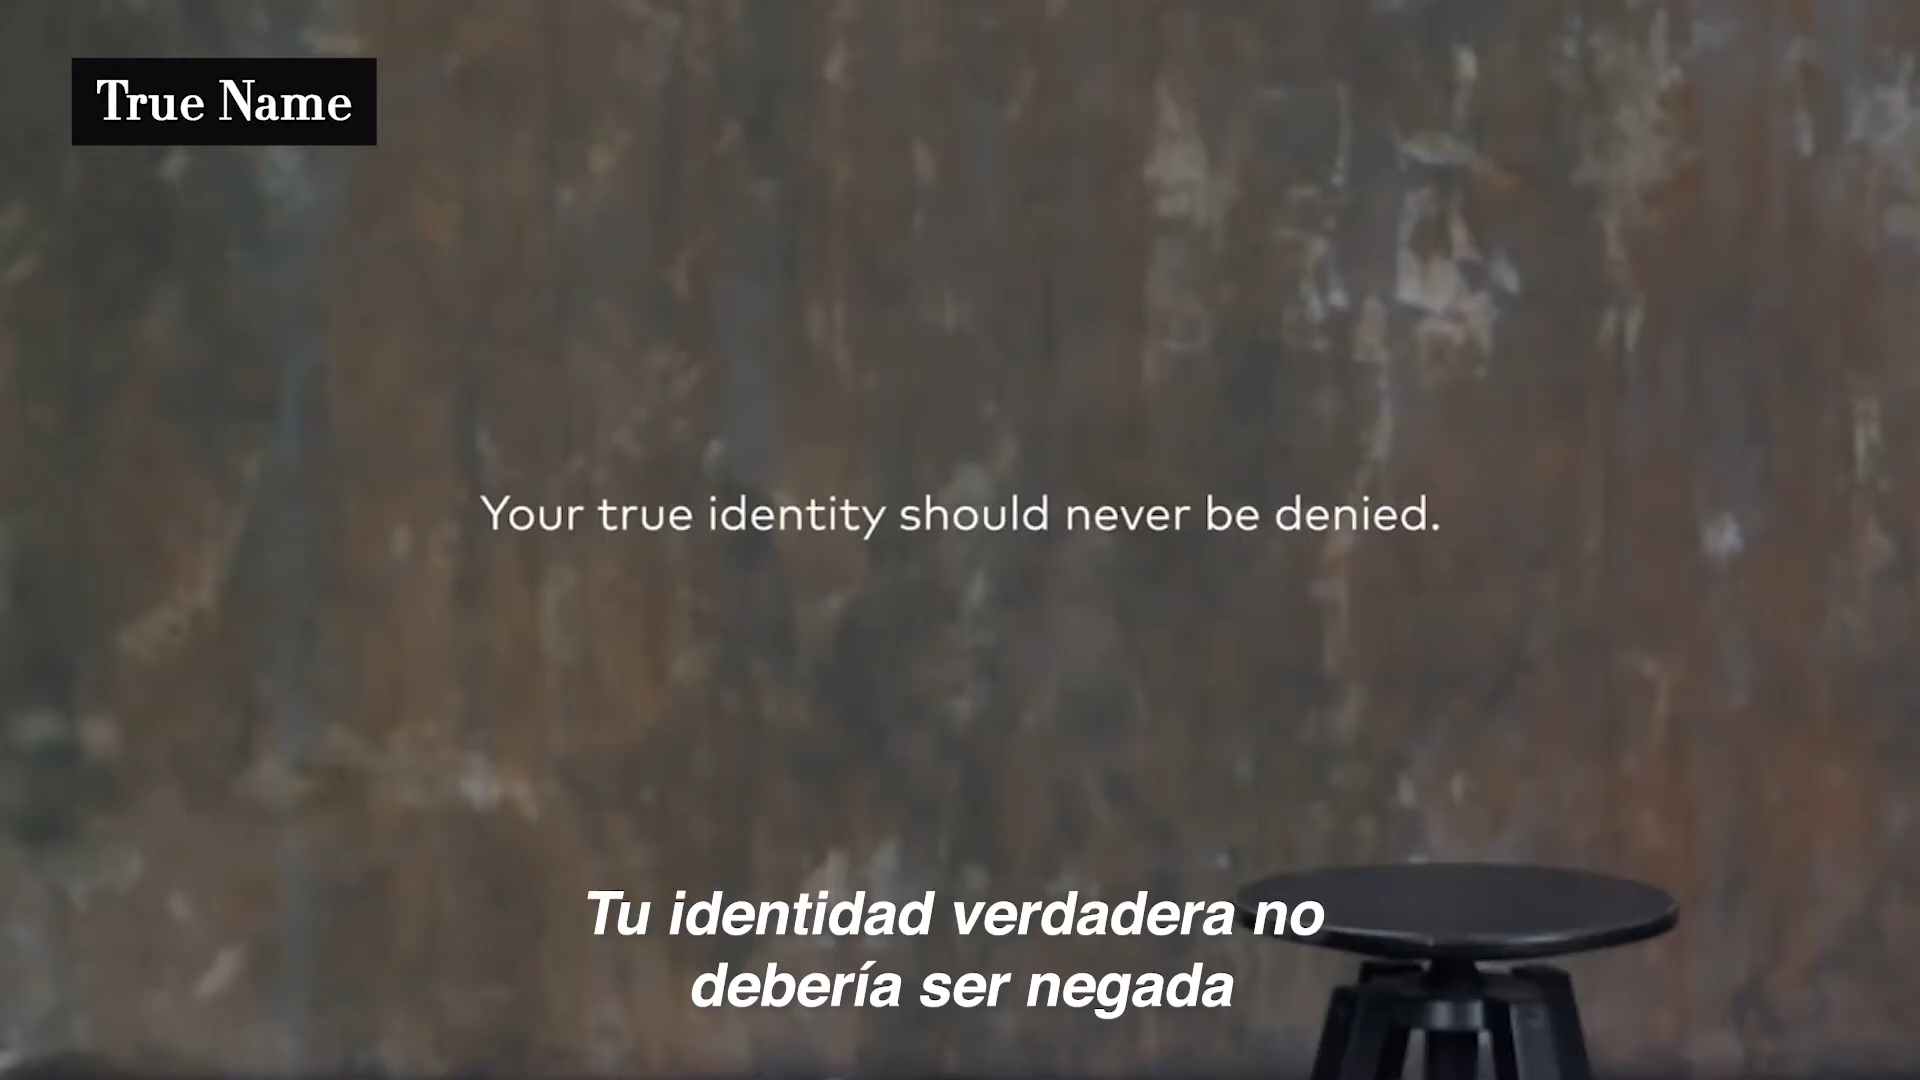 True Name
Your true identity should never be denied.
Tu identidad verdadera no
debería ser negada